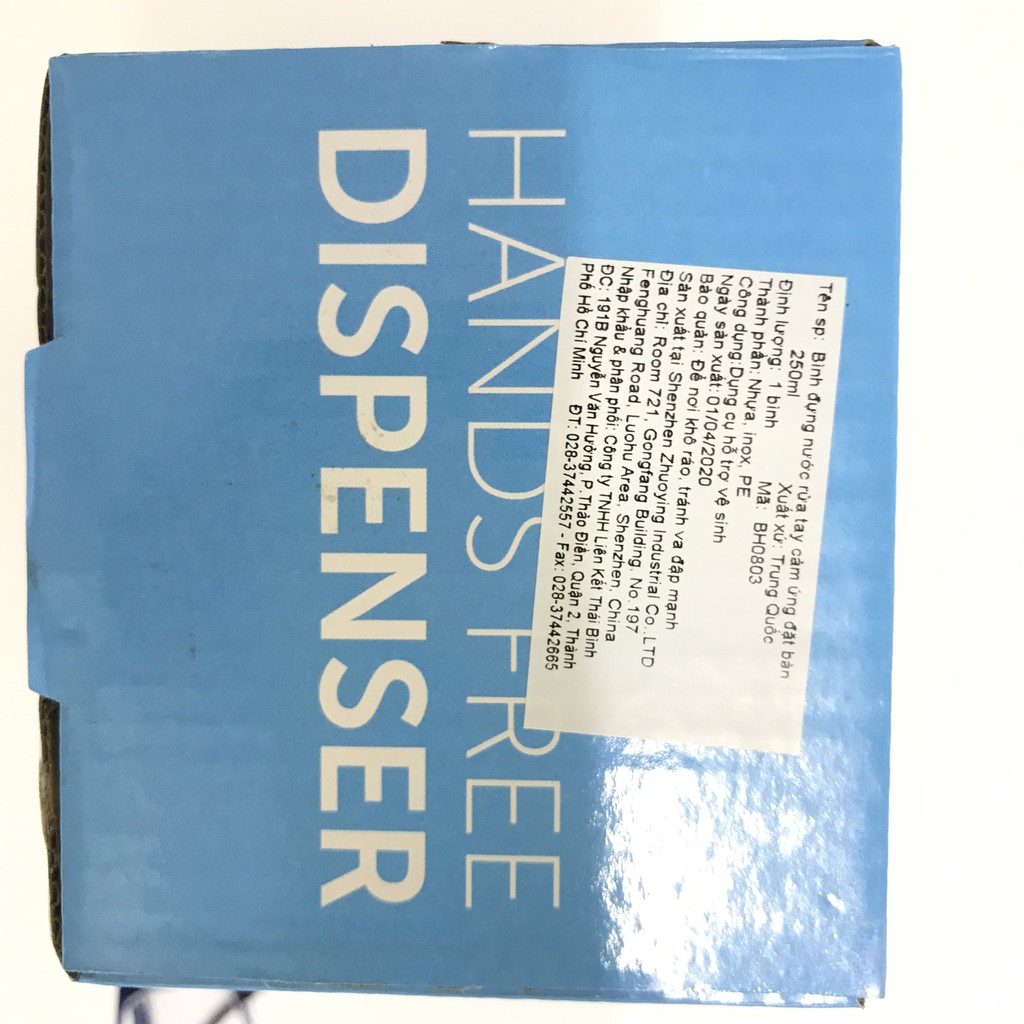 HANDS FREE
DISPENSER
Tên sp: Bình đựng nước rửa tay cảm ứng đặt bàn
250ml Xuất xứ: Trung Quốc
Định lượng: 1 bình Mã: BH0803
Thành phần: Nhựa, inox, PE
Công dụng:Dụng cụ hỗ trợ vệ sinh
Ngày sản xuất: 01/04/2020
Bảo quản: Để nơi khô ráo, tránh va đập mạnh
Sản xuất tại Shenzhen Zhuoying Industrial Co.,LTD
Địa chỉ: Room 721, Gongfang Building. No.197
Fenghuang Road, Luohu Area, Shenzhen, China
Nhập khẩu & phân phối: Công ty TNHH Liên Kết Thái Bình
ĐC: 191B Nguyễn Văn Hưởng, P.Thảo Điền, Quận 2, Thành
Phố Hồ Chí Minh ĐT: 028-37442557 - Fax: 028-37442665